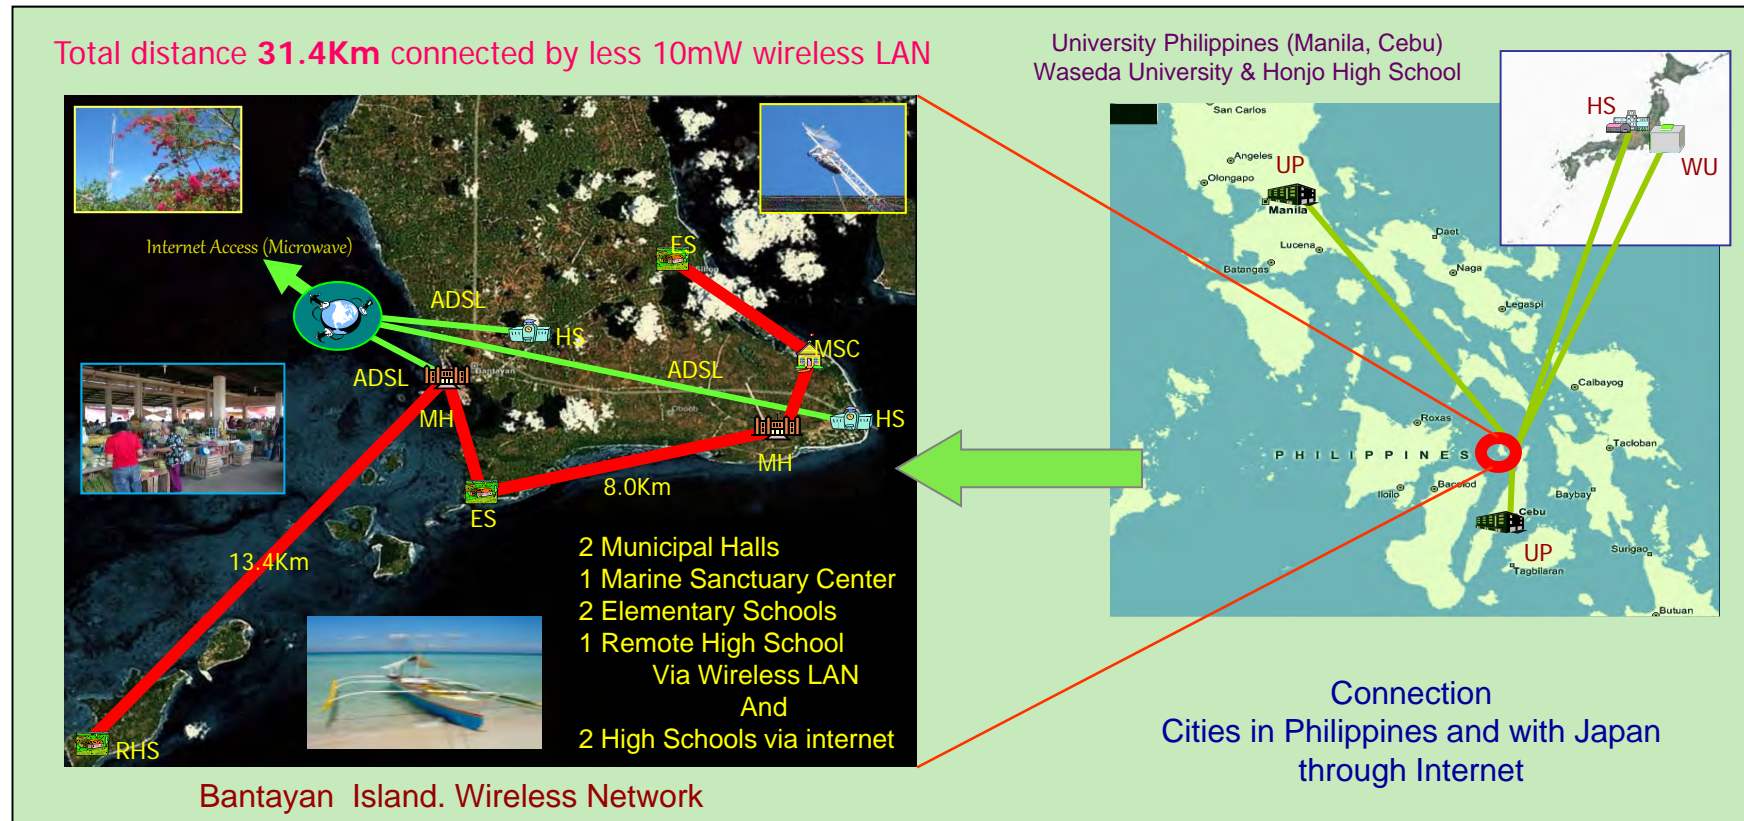 Total distance 31.4Km connected by less 10mW wireless LAN
University Philippines (Manila, Cebu)
Waseda University & Honjo High School
Internet Access (Microwave)
ADSL
ADSL
ADSL
ES
HS
MSC
HS
MH
MH
ES
RHS
Bantayan
8.0Km
13.4Km
2 Municipal Halls
1 Marine Sanctuary Center
2 Elementary Schools
1 Remote High School
Via Wireless LAN
And
2 High Schools via internet
Bantayan Island. Wireless Network
HS
WU
San Carlos
Angeles
UP
Olongapo
Manila
Lucena
Daet
Batangas
Naga
Legaspi
Calbayog
Roxas
Tacloban
PHILIPPINES
Iloilo
Bacolod
Baybay
Cebu
UP
Surigao
Tagbilaran
Butuan
Connection
Cities in Philippines and with Japan
through Internet